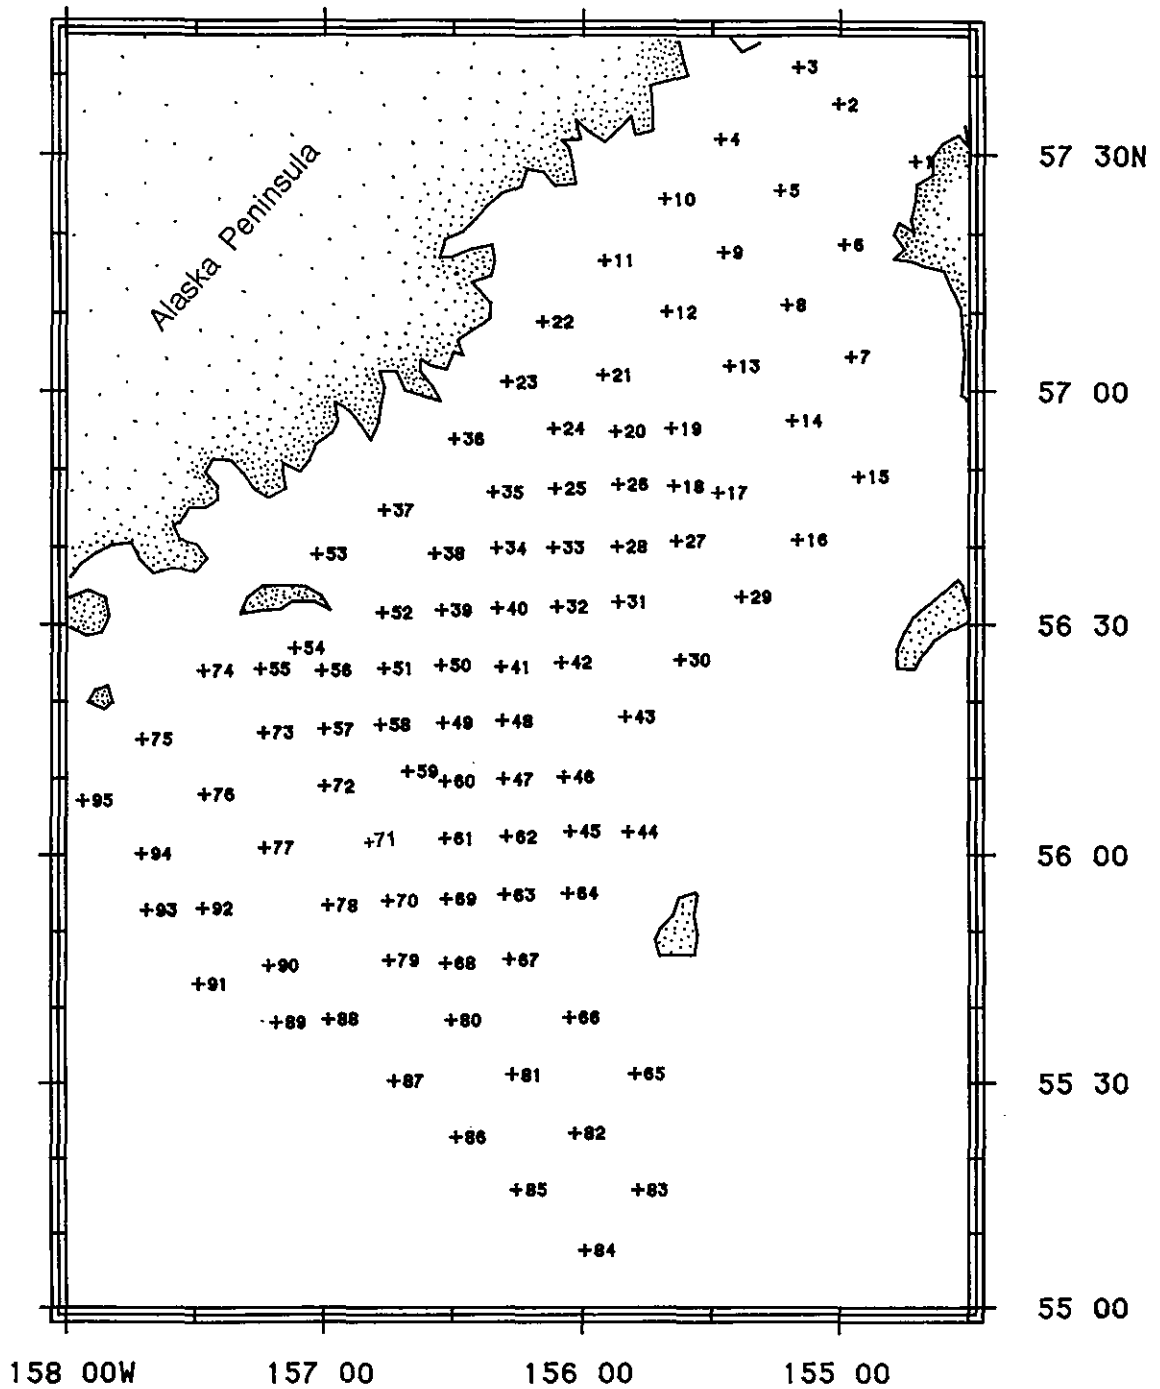 +3
+2
+4
57 30N
+1
Alaska Peninsula
+5
+10
+6
+9
+11
+8
+12
+22
+7
+13
+21
+23
57 00
+14
+24 +20 +19
+36
+15
+35 +25 +26 +18 +17
+37
+53 +38 +34 +33 +28 +27 +16
+29
+52 +39 +40 +32 +31
56 30
+54
+74 +55 +56 +51 +50 +41 +42 +30
+75 +73 +57 +58 +49 +48 +43
+59
+95 +76 +72 +60 +47 +46
+94 +77 +71 +61 +62 +45 +44
56 00
+93 +92 +78 +70 +69 +63 +64
+90 +79 +68 +67
+91
+89 +88 +80 +66
+87 +81 +65
55 30
+86 +82
+85 +83
+84
55 00
158 00W 157 00 156 00 155 00